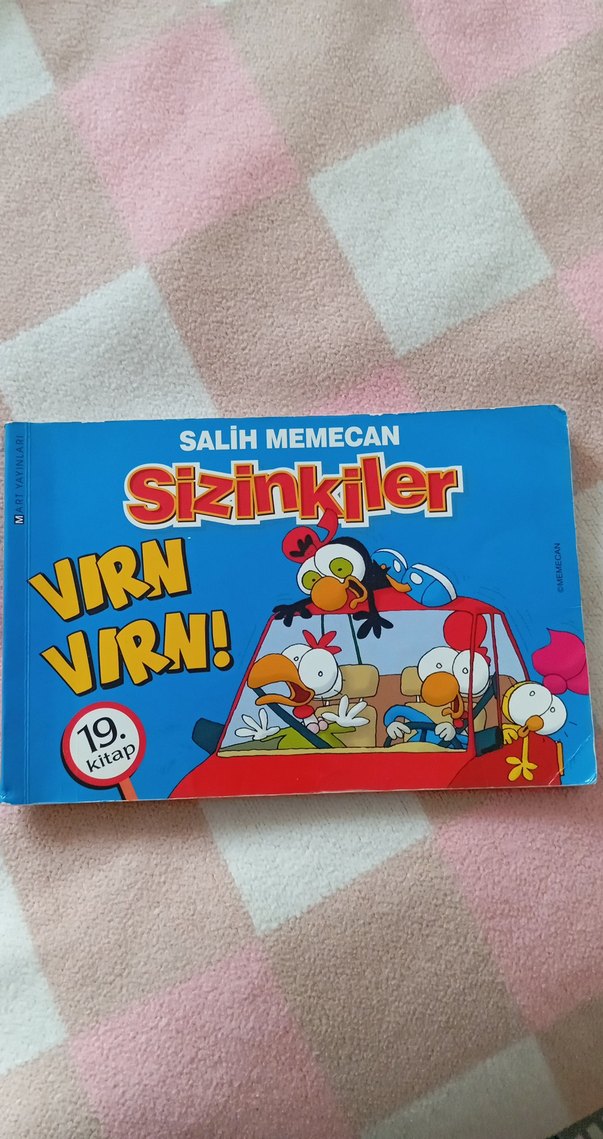 MART YAYINLARI
SALİH MEMECAN
Sizinkiler
VIRN
VIRN!
19.
kitap
©MEMECAN